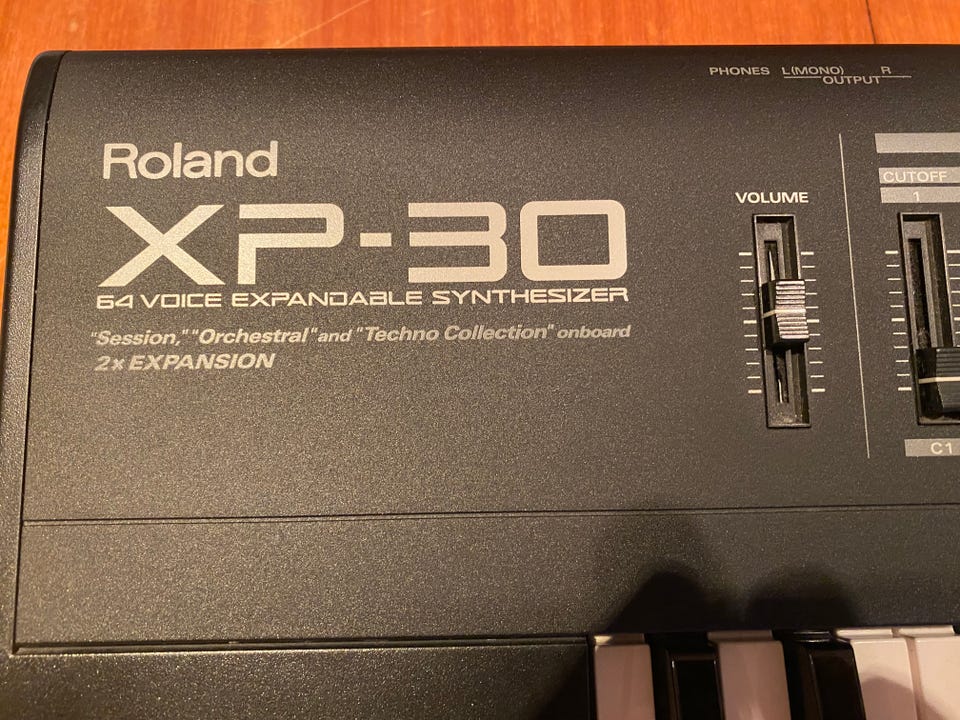 PHONES L(MONO) R
OUTPUT
Roland
XP-30
64 VOICE EXPANDABLE SYNTHESIZER
"Session," "Orchestral" and "Techno Collection" onboard
2x EXPANSION
VOLUME
CUTOFF
1
C1